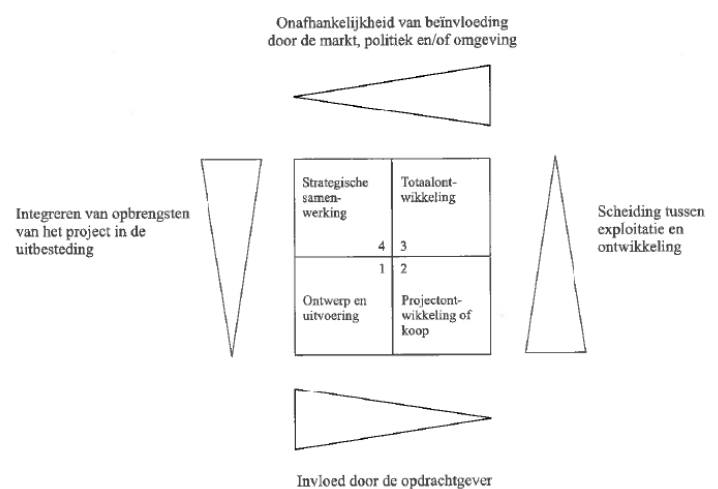 Onafhankelijkheid van beïnvloeding
door de markt, politiek en/of omgeving
Integreren van opbrengsten
van het project in de
uitbesteding
Strategische
samen-
werking
4
Totaalont-
wikkeling
3
Scheiding tussen
exploitatie en
ontwikkeling
1
Ontwerp en
uitvoering
2
Projectont-
wikkeling of
koop
Invloed door de opdrachtgever